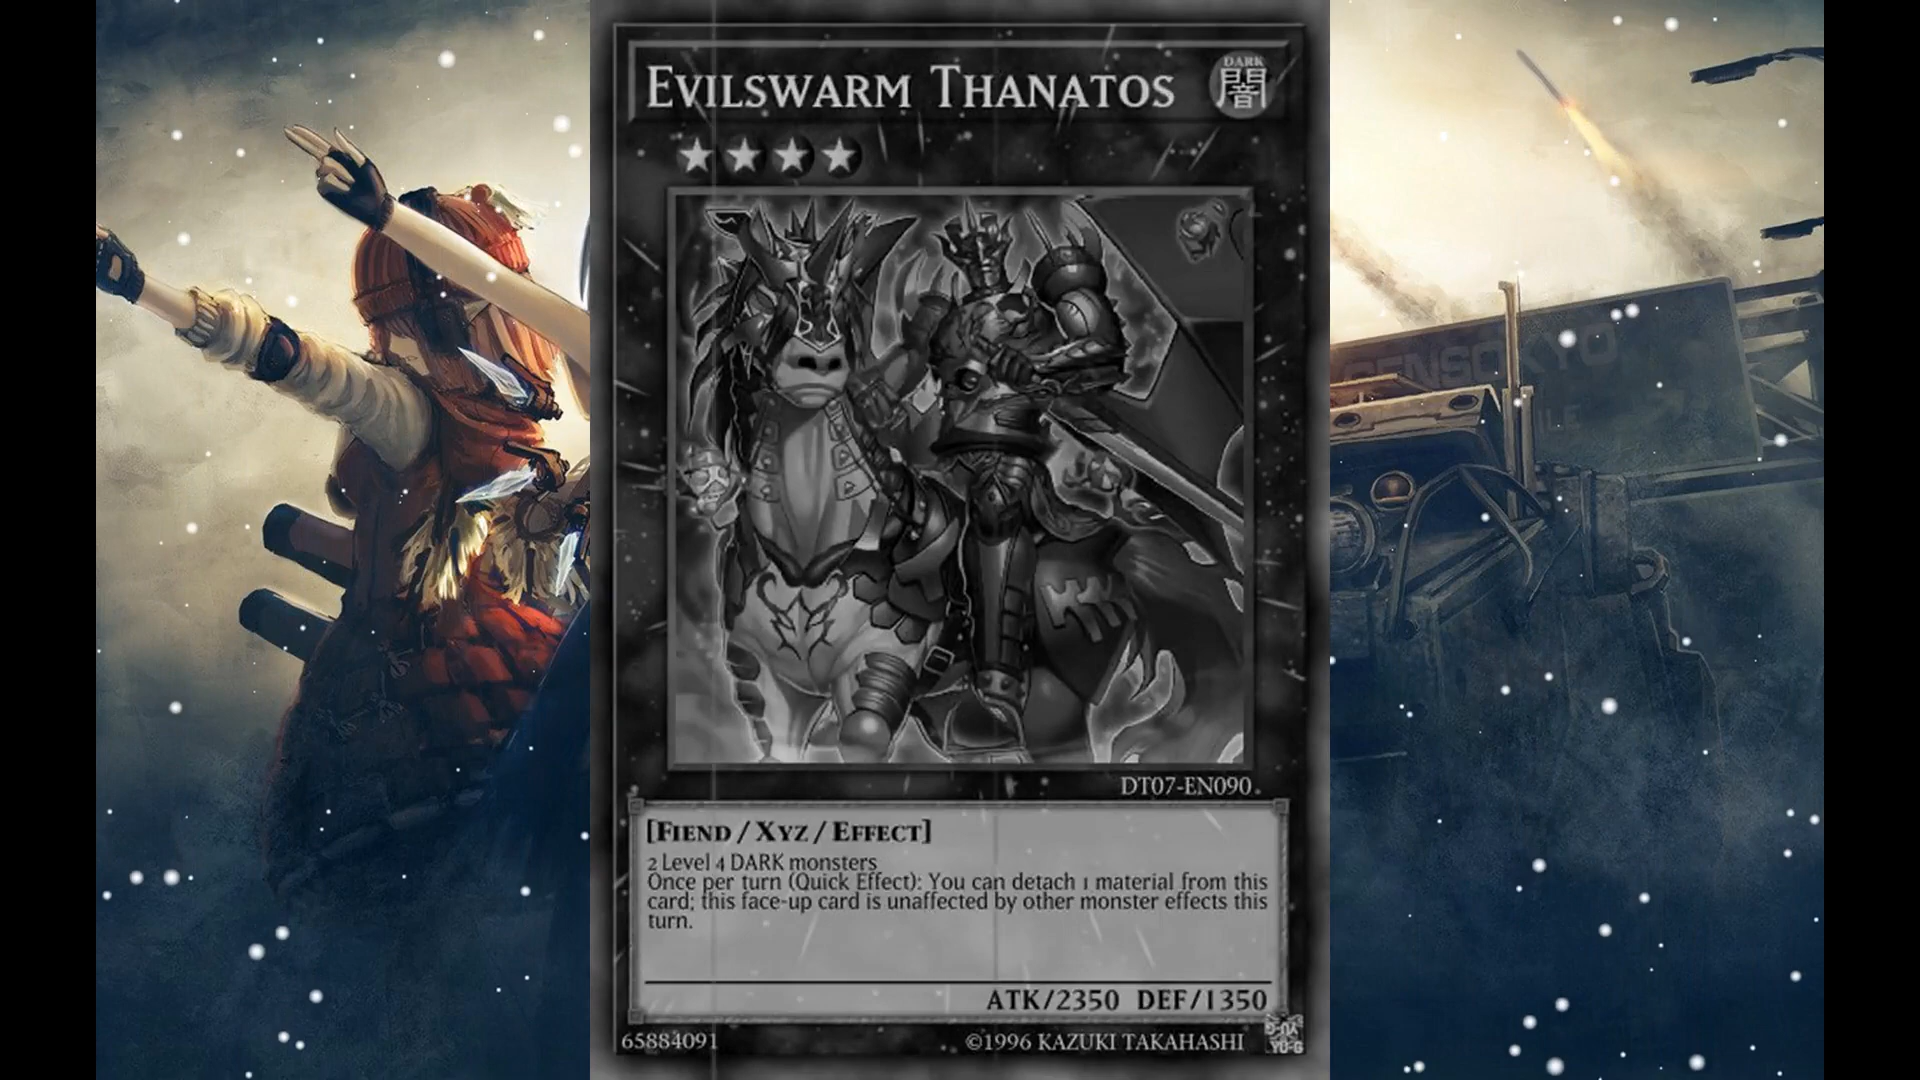 EVILSWARM THANATOS
DARK
闇
GENSOKYO
DT07-EN090
[FIEND / XYZ / EFFECT]
2 Level 4 DARK monsters
Once per turn (Quick Effect): You can detach 1 material from this
card; this face-up card is unaffected by other monster effects this
turn.
ATK/2350 DEF/1350
65884091
©1996 KAZUKI TAKAHASHI